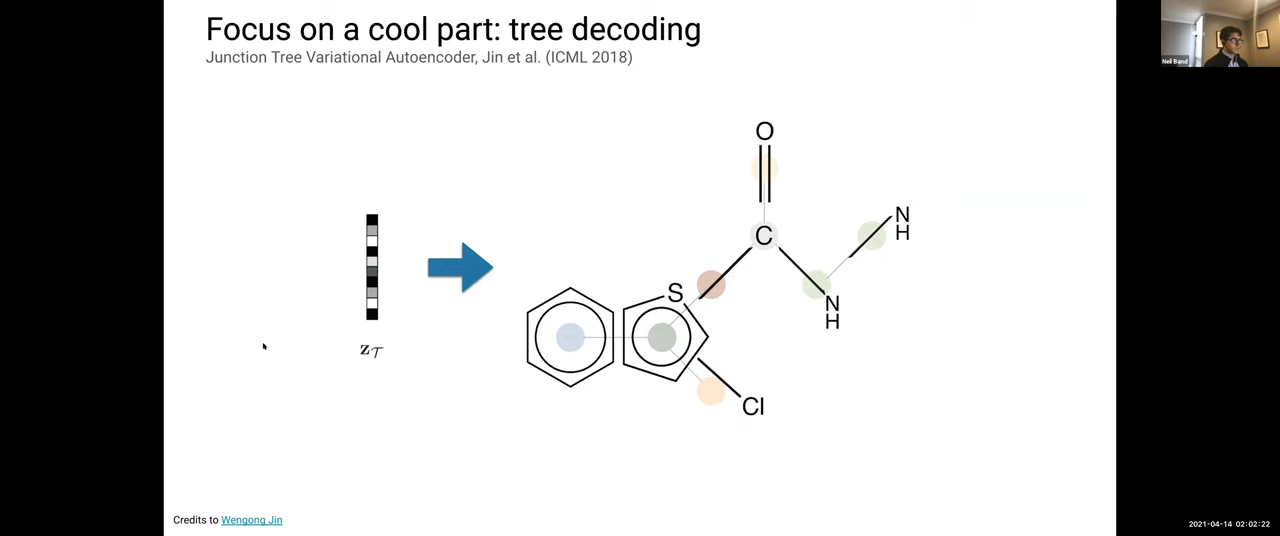 Focus on a cool part: tree decoding
Junction Tree Variational Autoencoder, Jin et al. (ICML 2018)
Neil Band
O
C
N
H
S
N
H
z𝒯
Cl
Credits to Wengong Jin
2021-04-14 02:02:22